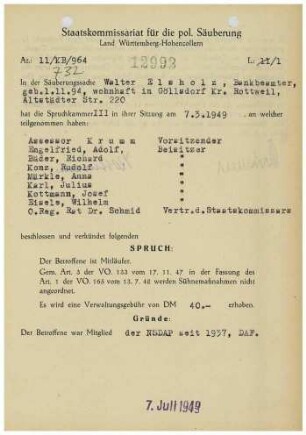 Staatskommissariat für die pol. Säuberung
Land Württemberg-Hohenzollern
Az.: 11/KB/964
732
12993
L. 11/1
In der Säuberungssache Walter Elsholz, Bankbeamter,
geb.1.11.94, wohnhaft in Göllsdorf Kr. Rottweil,
Altstädter Str. 220
hat die Spruchkammer III in ihrer Sitzung am 7.3.1949 an welcher
teilgenommen haben:
Assessor Krumm Vorsitzender
Engelfried, Adolf, Beisitzer
Bäder, Richard "
Konz, Rudolf "
Märkle, Anna "
Karl, Julius "
Kottmann, Josef "
Eisele, Wilhelm "
O.Reg. Rat Dr. Schmid Vertr.d.Staatskommissars
beschlossen und verkündet folgenden
SPRUCH:
Der Betroffene ist Mitläufer.
Gem. Art. 3 der VO. 133 vom 17. 11. 47 in der Fassung des
Art. 1 der VO. 165 vom 13. 7. 48 werden Sühnemaßnahmen nicht
angeordnet.
Es wird eine Verwaltungsgebühr von DM 40.- erhoben.
Gründe:
Der Betroffene war Mitglied der NSDAP seit 1937, DAF.
7. Juli 1949